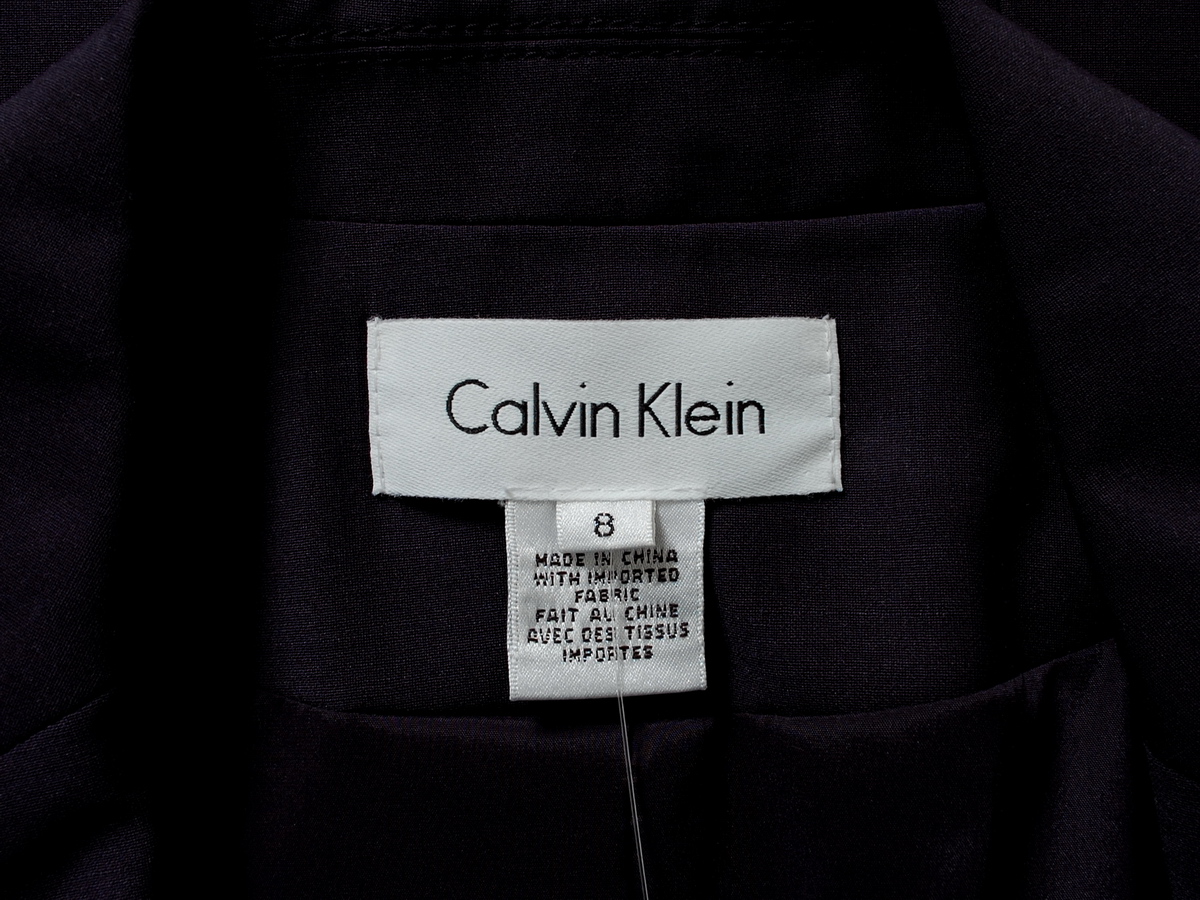 Calvin Klein
8
MADE IN CHINA
WITH IMPORTED
FABRIC
FAIT AU CHINE
AVEC DES TISSUS
IMPORTES